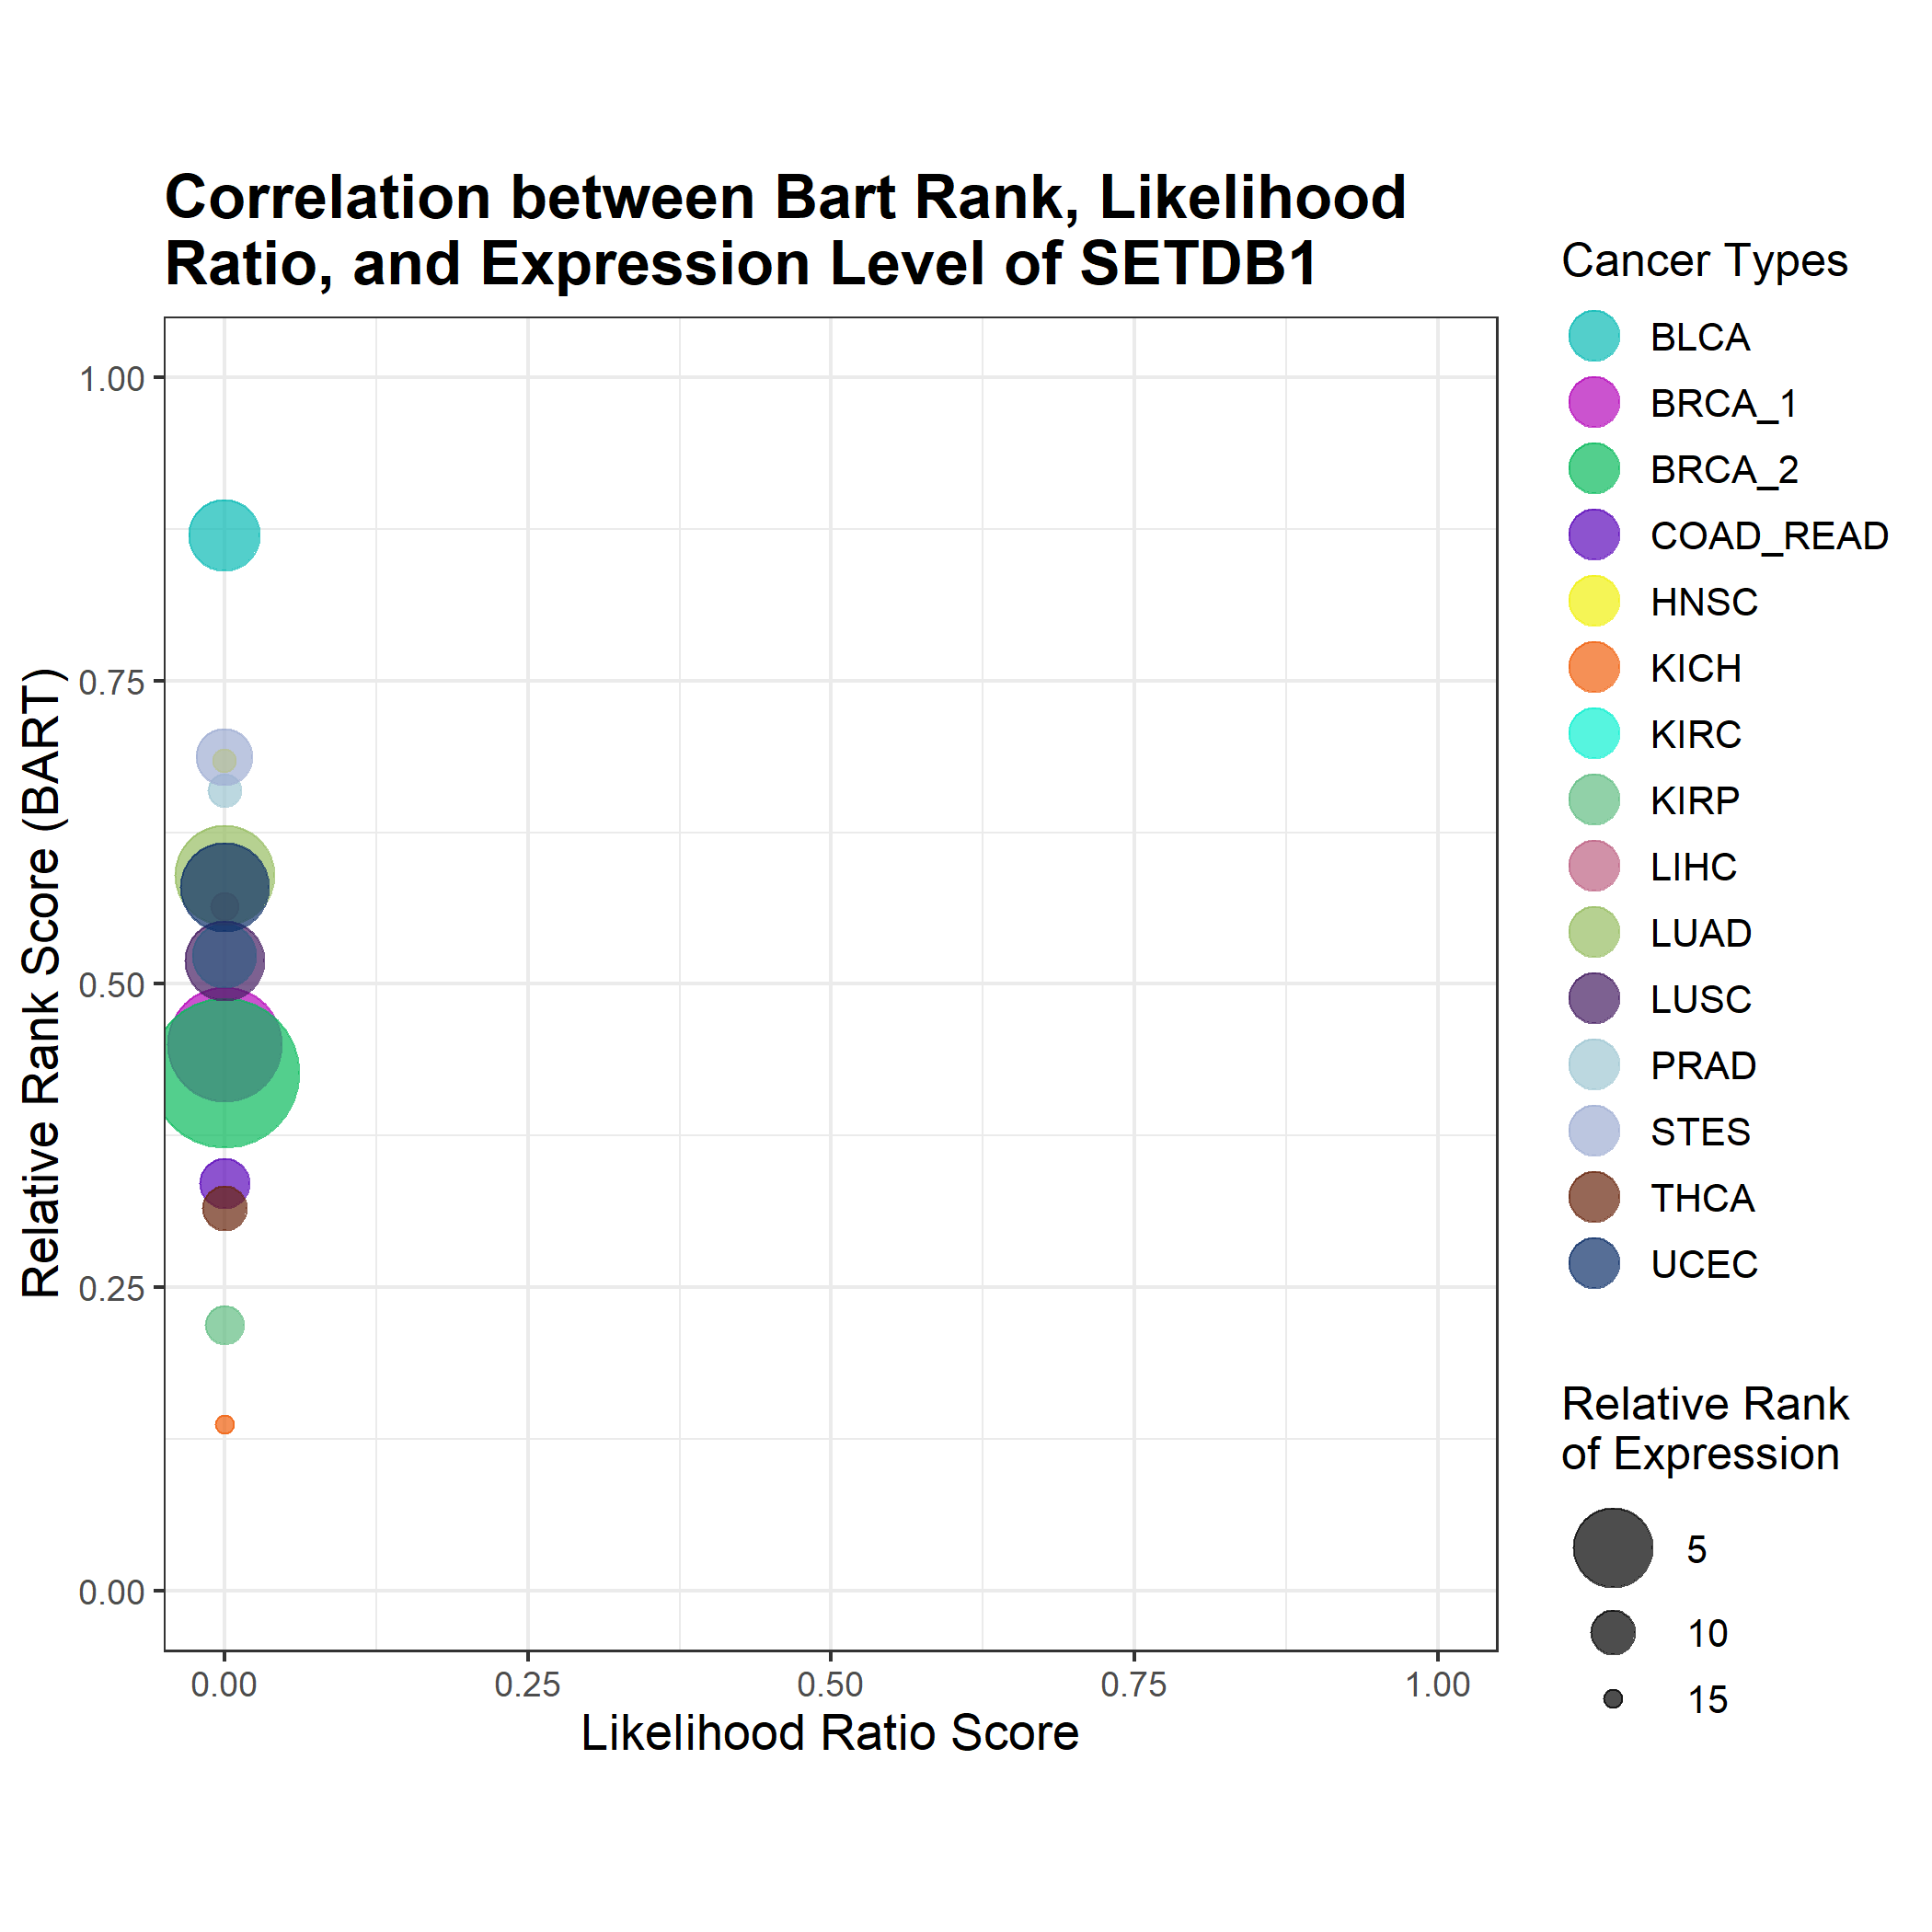 Correlation between Bart Rank, Likelihood
Ratio, and Expression Level of SETDB1
Relative Rank Score (BART)
1.00
0.75
0.50
0.25
0.00
0.00
0.25
0.50
0.75
1.00
Likelihood Ratio Score
Cancer Types
BLCA
BRCA_1
BRCA_2
COAD_READ
HNSC
KICH
KIRC
KIRP
LIHC
LUAD
LUSC
PRAD
STES
THCA
UCEC
Relative Rank
of Expression
5
10
15